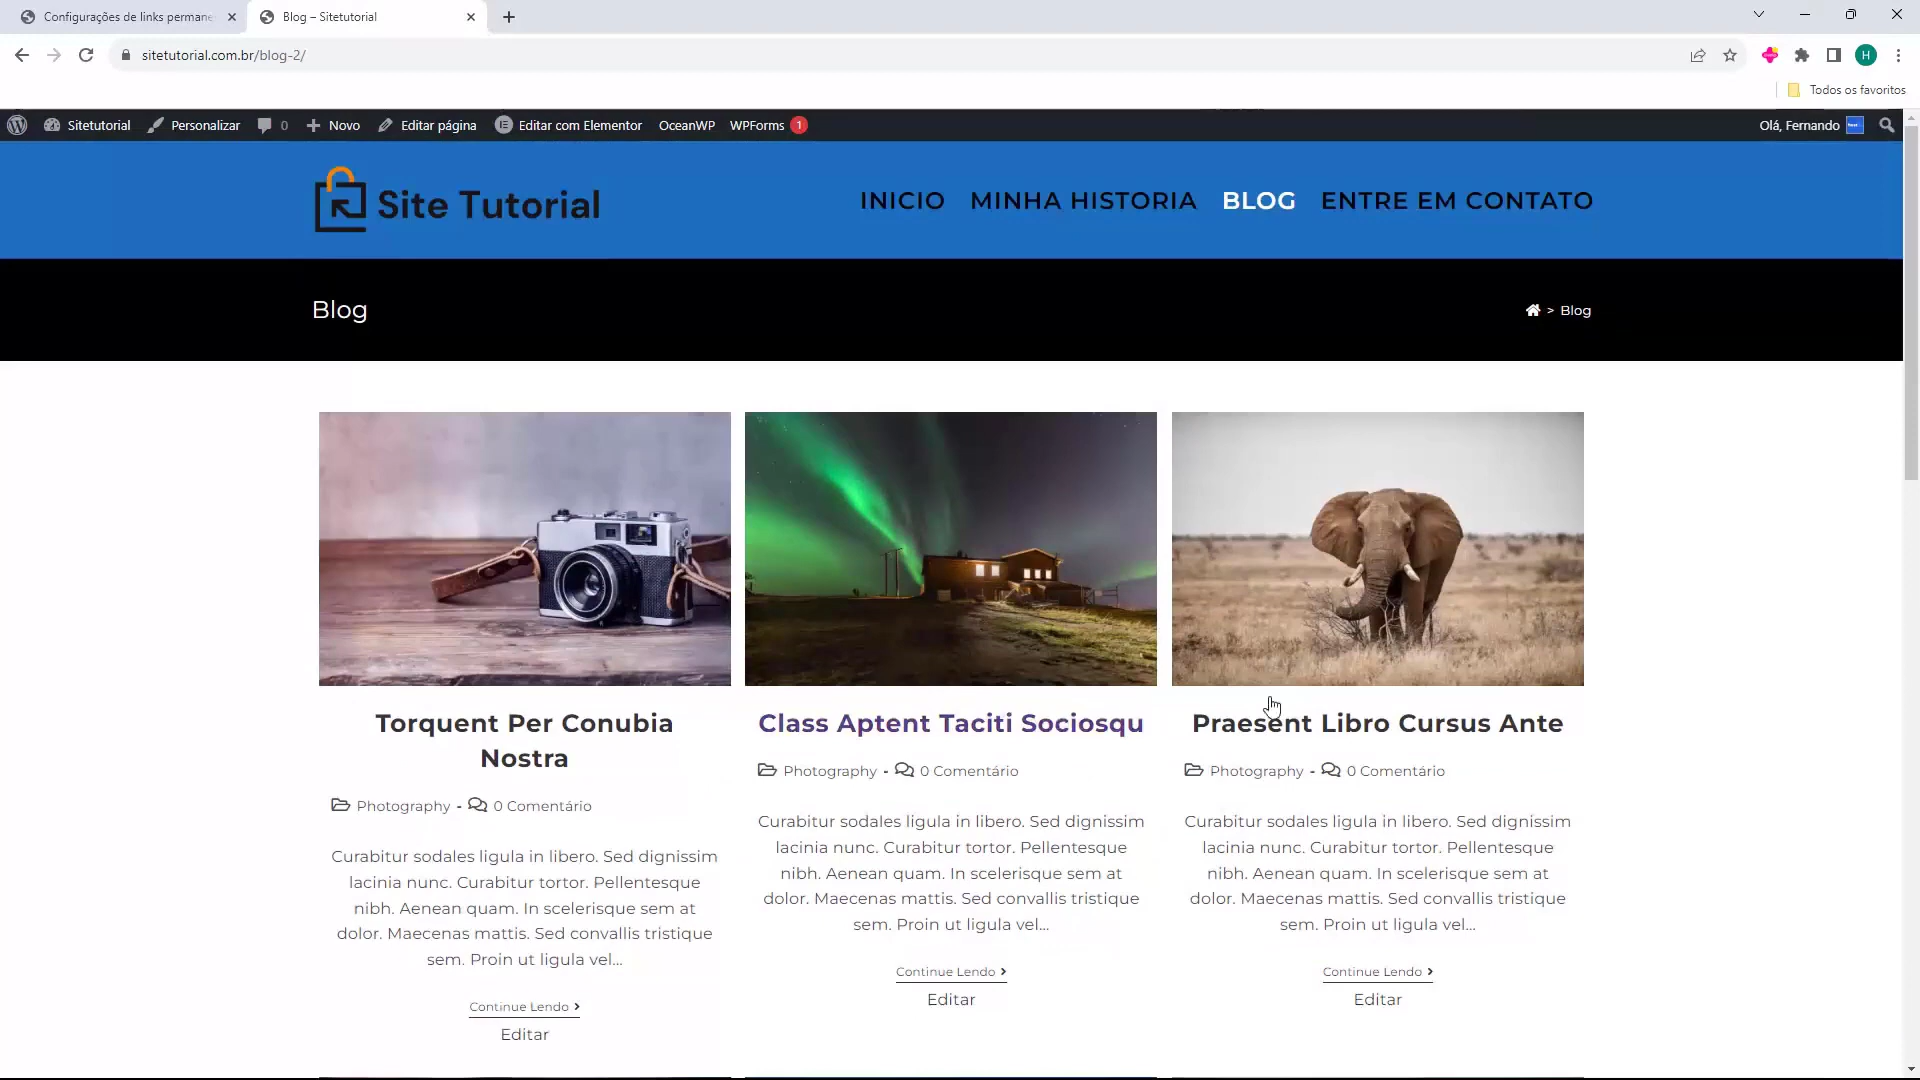 Configurações de links permane
Blog – Sitetutorial
sitetutorial.com.br/blog-2/
H
Todos os favoritos
Sitetutorial
Personalizar
0
Novo
Editar página
Editar com Elementor
OceanWP
WPForms 1
Olá, Fernando
Site Tutorial
INICIO
MINHA HISTORIA
BLOG
ENTRE EM CONTATO
Blog
> Blog
Torquent Per Conubia
Nostra
Photography - 0 Comentário
Curabitur sodales ligula in libero. Sed dignissim
lacinia nunc. Curabitur tortor. Pellentesque
nibh. Aenean quam. In scelerisque sem at
dolor. Maecenas mattis. Sed convallis tristique
sem. Proin ut ligula vel...
Continue Lendo >
Editar
Class Aptent Taciti Sociosqu
Photography - 0 Comentário
Curabitur sodales ligula in libero. Sed dignissim
lacinia nunc. Curabitur tortor. Pellentesque
nibh. Aenean quam. In scelerisque sem at
dolor. Maecenas mattis. Sed convallis tristique
sem. Proin ut ligula vel...
Continue Lendo >
Editar
Praesent Libro Cursus Ante
Photography - 0 Comentário
Curabitur sodales ligula in libero. Sed dignissim
lacinia nunc. Curabitur tortor. Pellentesque
nibh. Aenean quam. In scelerisque sem at
dolor. Maecenas mattis. Sed convallis tristique
sem. Proin ut ligula vel...
Continue Lendo >
Editar